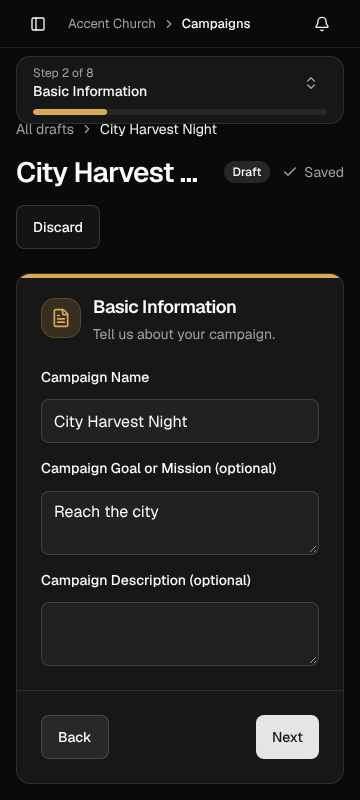 Accent Church > Campaigns
Step 2 of 8
Basic Information
All drafts > City Harvest Night
City Harvest ... Draft Saved
Discard
Basic Information
Tell us about your campaign.
Campaign Name
City Harvest Night
Campaign Goal or Mission (optional)
Reach the city
Campaign Description (optional)
Back Next